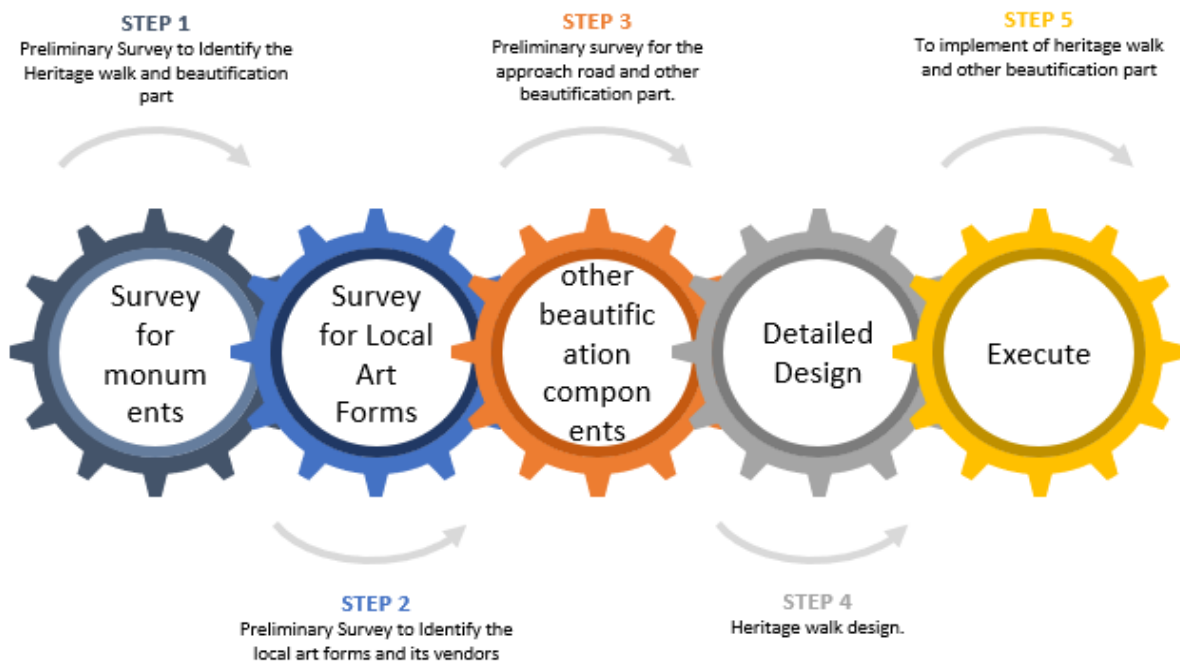 STEP 1
Preliminary Survey to Identify the
Heritage walk and beautification
part
STEP 3
Preliminary survey for the
approach road and other
beautification part.
STEP 5
To implement of heritage walk
and other beautification part
Survey
for
monum
ents
Survey
for Local
Art
Forms
other
beautific
ation
compon
ents
Detailed
Design
Execute
STEP 2
Preliminary Survey to Identify the
local art forms and its vendors
STEP 4
Heritage walk design.